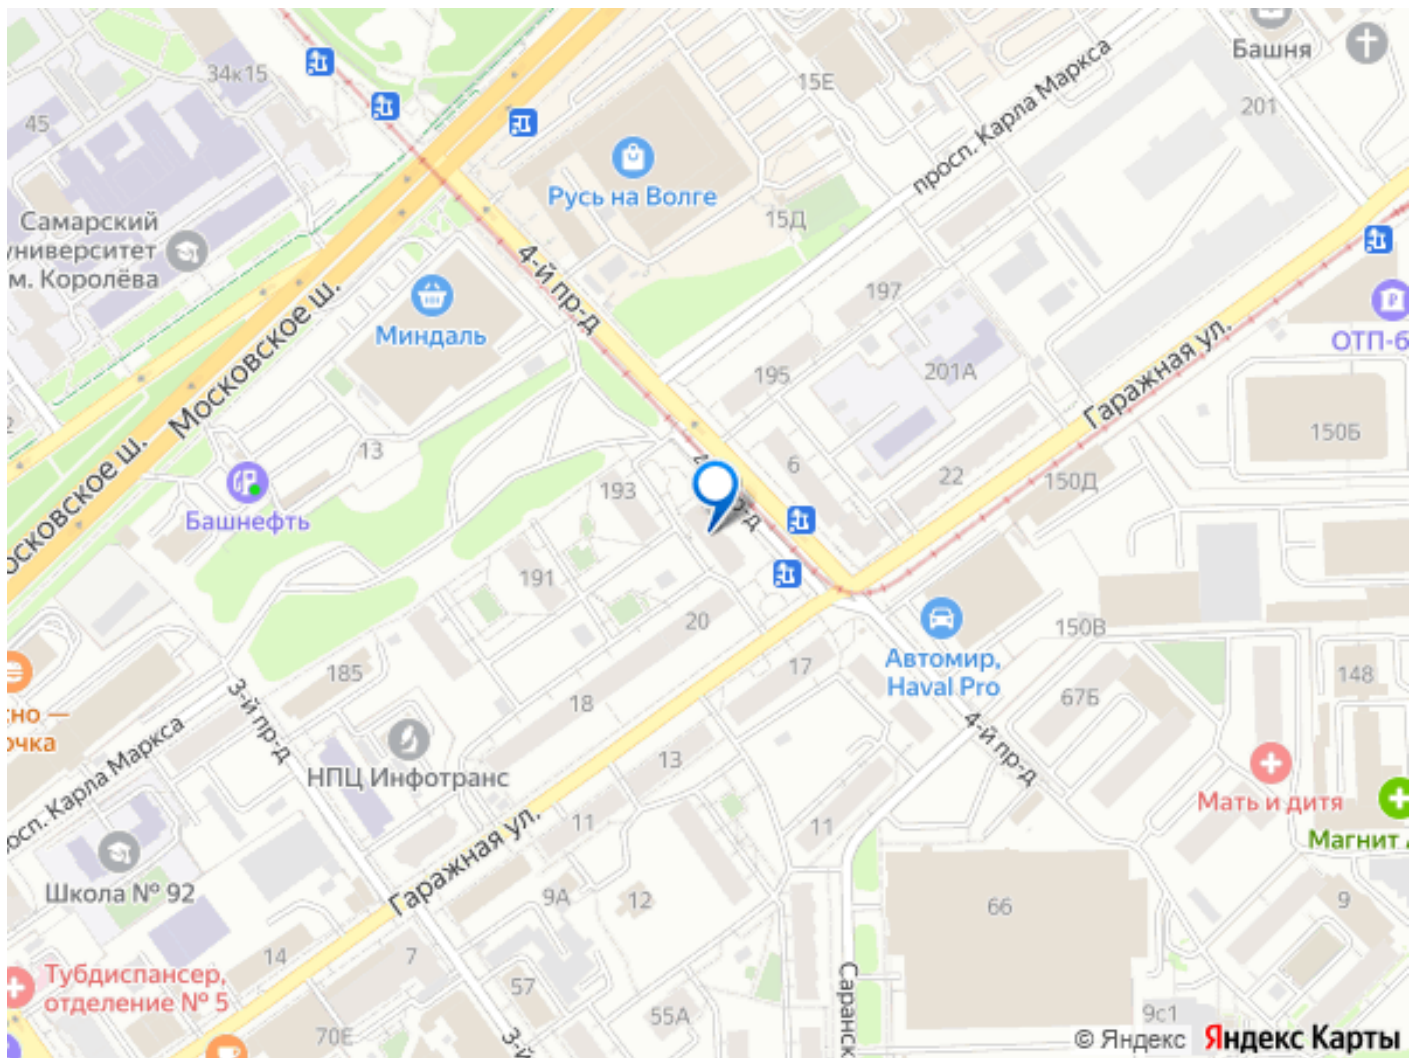 34к15
45
15Е
просп. Карла Маркса
Башня
201
Русь на Волге
15Д
Самарский
университет
м. Королёва
4-й пр-д
197
Миндаль
Московское ш.
ОТП-б
195
201А
Гаражная ул.
150Б
13
6
22
150Д
193
Башнефть
191
20
150В
17
Автомир,
Haval Pro
185
148
67Б
18
3-й пр-д
4-й пр-д
сно —
очка
13
НПЦ Инфотранс
Мать и дитя
просп. Карла Маркса
11
11
Магнит
Гаражная ул.
Школа № 92
9А
12
66
9
14
7
Тубдиспансер,
отделение № 5
57
Саранск
55А
9с1
70Е
3-й
© Яндекс Яндекс Карты
Московское ш.